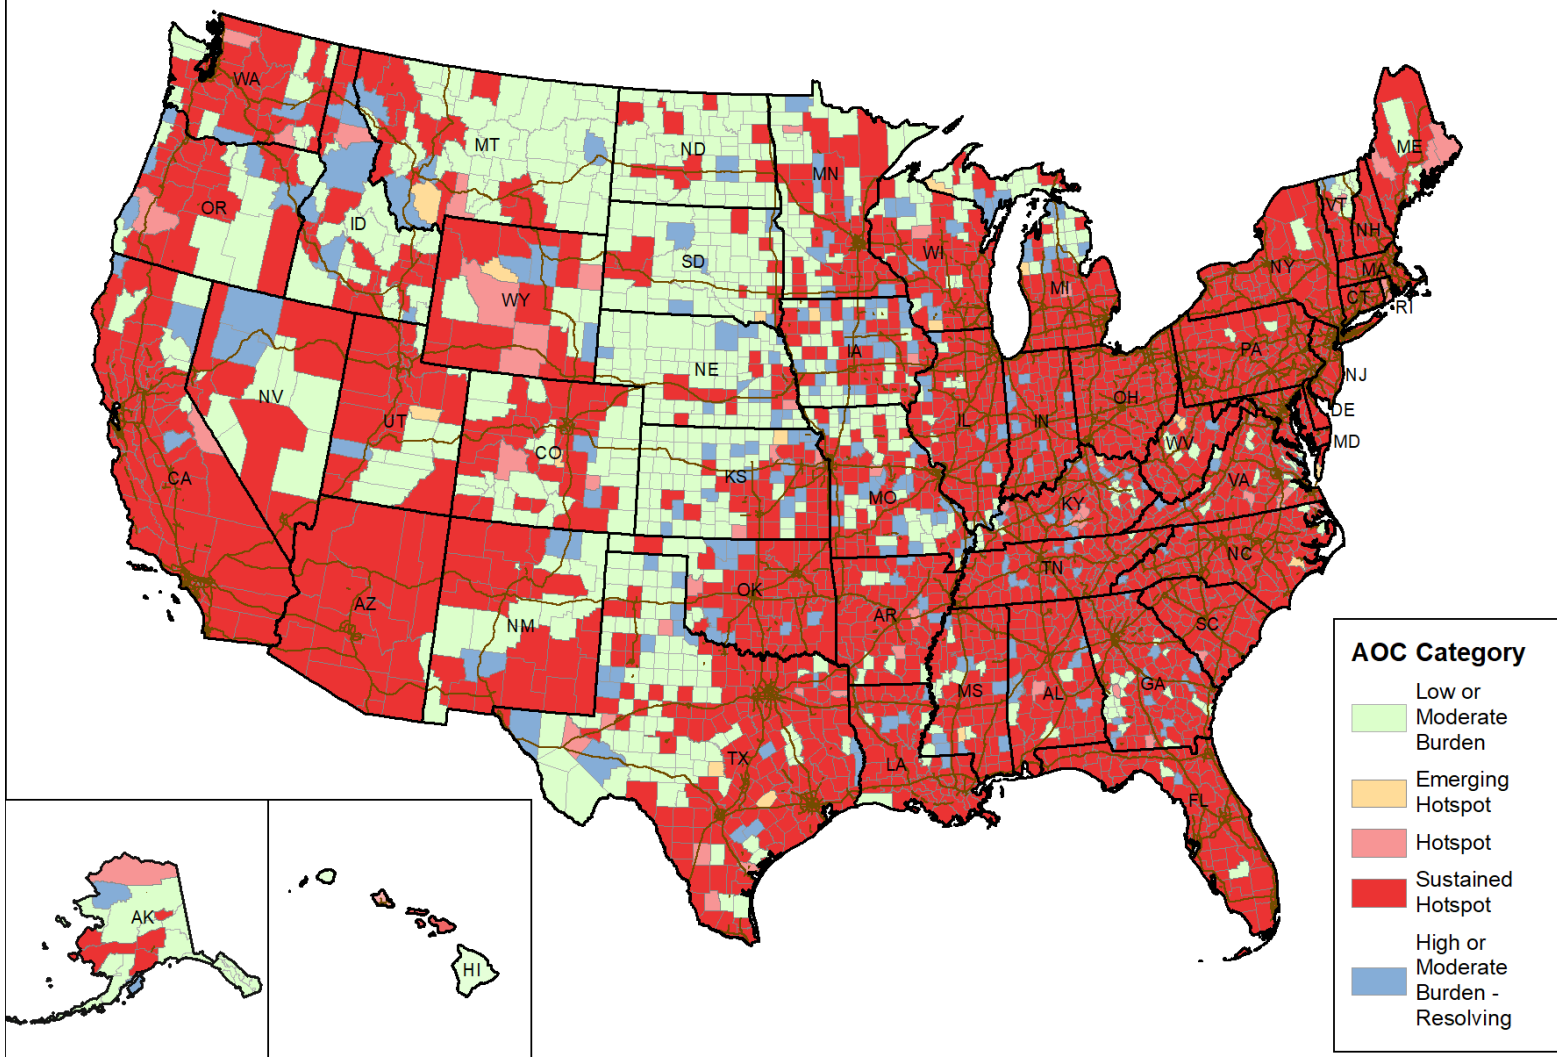 WA
MT
ND
MN
ME
OR
ID
VT
NH
WI
SD
NY
MA
MI
WY
CT
RI
IA
PA
NE
NJ
NV
OH
DE
UT
IL
IN
CO
WV
MD
CA
KS
VA
MO
KY
NC
TN
OK
AZ
AR
NM
SC
MS
AL
GA
TX
LA
FL
AK
HI
AOC Category
Low or
Moderate
Burden
Emerging
Hotspot
Hotspot
Sustained
Hotspot
High or
Moderate
Burden -
Resolving